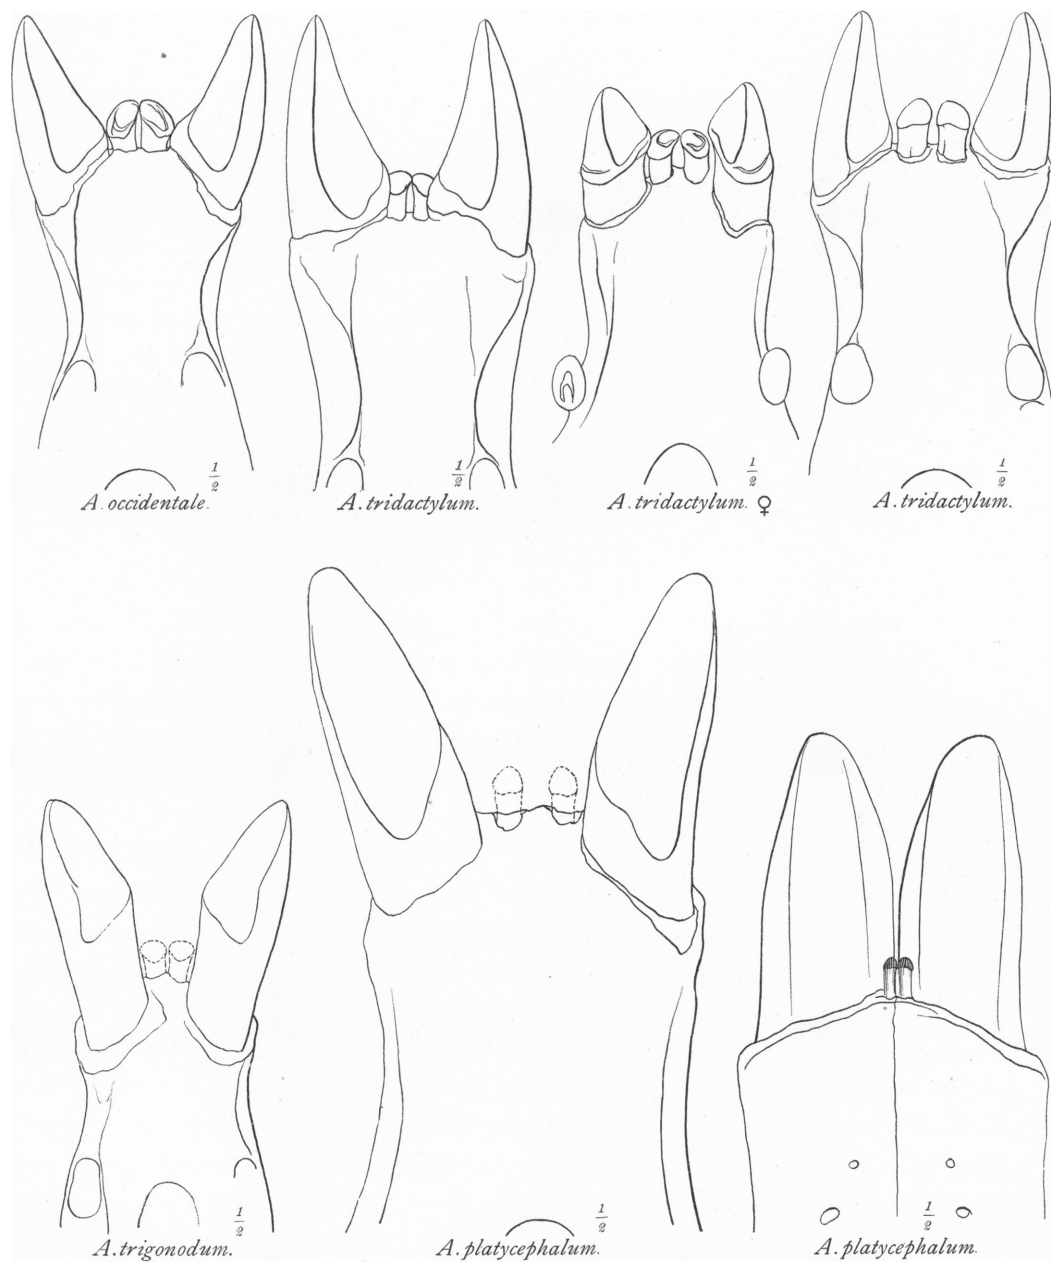 1/2
1/2
1/2
1/2
A. occidentale.
A. tridactylum.
A. tridactylum. ♀
A. tridactylum.
1/2
1/2
1/2
A. trigonodum.
A. platycephalum.
A. platycephalum.